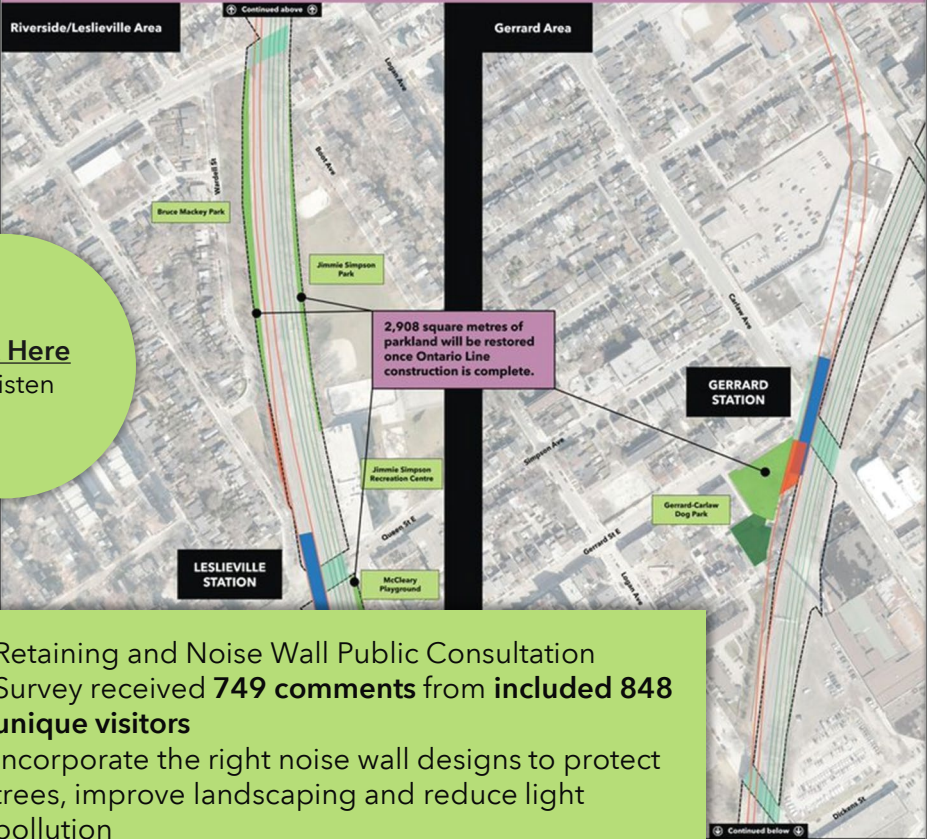 Continued above
Riverside/Leslieville Area
Gerrard Area
Logan Ave
Wardell St
Boot Ave
Bruce Mackey Park
Jimmie Simpson
Park
Here
isten
2,908 square metres of
parkland will be restored
once Ontario Line
construction is complete.
Carlaw Ave
GERRARD
STATION
Simpson Ave
Jimmie Simpson
Recreation Centre
Gerrard-Carlaw
Dog Park
Queen St E
Gerrard St E
LESLIEVILLE
STATION
McCleary
Playground
Logan Ave
Retaining and Noise Wall Public Consultation
Survey received 749 comments from included 848
unique visitors
ncorporate the right noise wall designs to protect
trees, improve landscaping and reduce light
pollution
Dickens St
Continued below